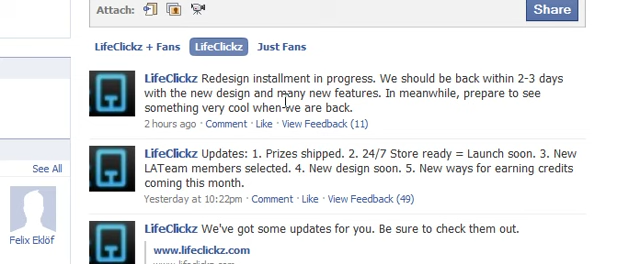 Attach:
Share
LifeClickz + Fans LifeClickz Just Fans
LifeClickz Redesign installment in progress. We should be back within 2-3 days
with the new design and many new features. In meanwhile, prepare to see
something very cool when we are back.
2 hours ago · Comment · Like · View Feedback (11)
See All
LifeClickz Updates: 1. Prizes shipped. 2. 24/7 Store ready = Launch soon. 3. New
LATeam members selected. 4. New design soon. 5. New ways for earning credits
coming this month.
Yesterday at 10:22pm · Comment · Like · View Feedback (49)
Felix Eklöf
LifeClickz We've got some updates for you. Be sure to check them out.
www.lifeclickz.com
www.lifeclickz.com